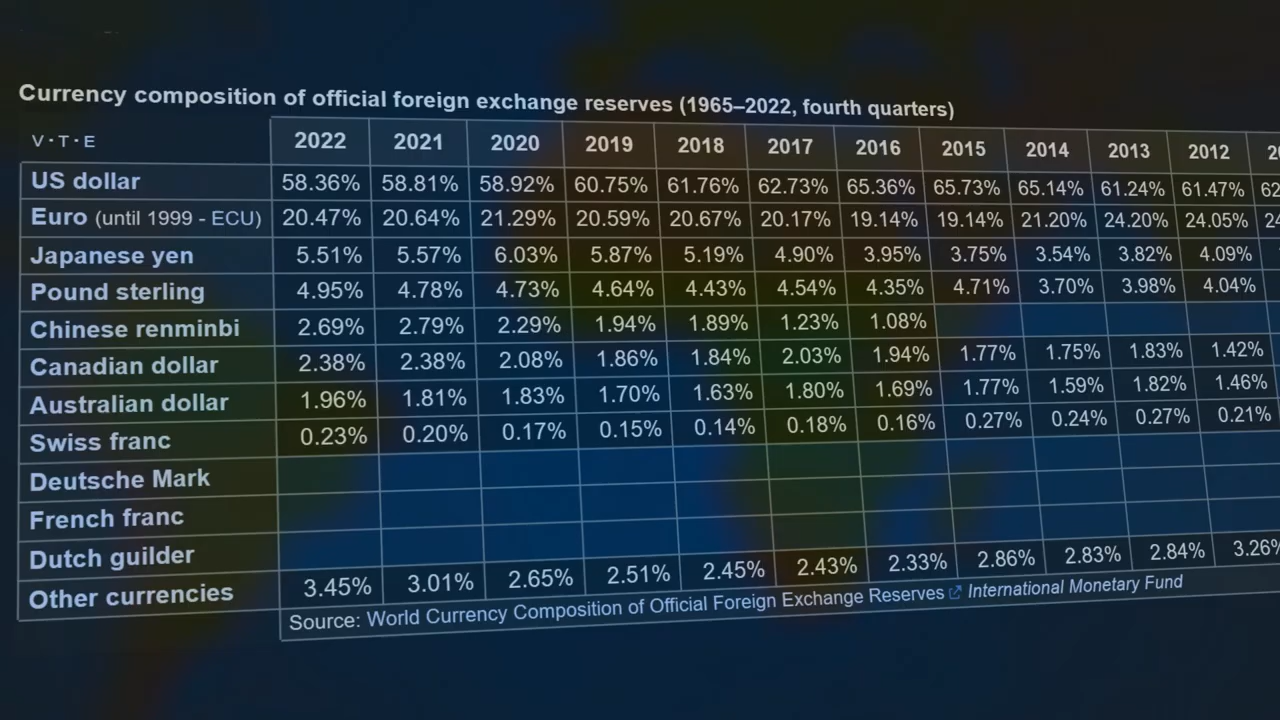 Currency composition of official foreign exchange reserves (1965–2022, fourth quarters)
V·T·E 2022 2021 2020 2019 2018 2017 2016 2015 2014 2013 2012
US dollar 58.36% 58.81% 58.92% 60.75% 61.76% 62.73% 65.36% 65.73% 65.14% 61.24% 61.47%
Euro (until 1999 - ECU) 20.47% 20.64% 21.29% 20.59% 20.67% 20.17% 19.14% 19.14% 21.20% 24.20% 24.05%
Japanese yen 5.51% 5.57% 6.03% 5.87% 5.19% 4.90% 3.95% 3.75% 3.54% 3.82% 4.09%
Pound sterling 4.95% 4.78% 4.73% 4.64% 4.43% 4.54% 4.35% 4.71% 3.70% 3.98% 4.04%
Chinese renminbi 2.69% 2.79% 2.29% 1.94% 1.89% 1.23% 1.08%
Canadian dollar 2.38% 2.38% 2.08% 1.86% 1.84% 2.03% 1.94% 1.77% 1.75% 1.83% 1.42%
Australian dollar 1.96% 1.81% 1.83% 1.70% 1.63% 1.80% 1.69% 1.77% 1.59% 1.82% 1.46%
Swiss franc 0.23% 0.20% 0.17% 0.15% 0.14% 0.18% 0.16% 0.27% 0.24% 0.27% 0.21%
Deutsche Mark
French franc
Dutch guilder
Other currencies 3.45% 3.01% 2.65% 2.51% 2.45% 2.43% 2.33% 2.86% 2.83% 2.84% 3.26%
Source: World Currency Composition of Official Foreign Exchange Reserves International Monetary Fund